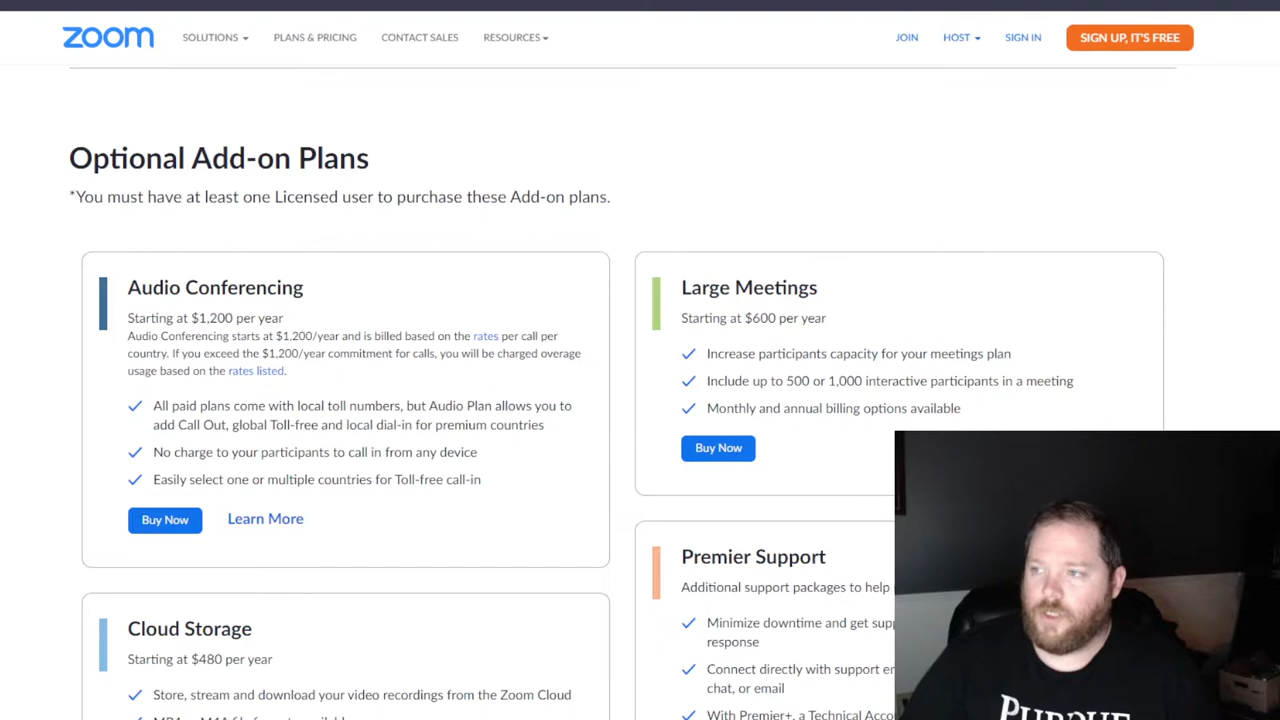 zoom
SOLUTIONS
PLANS & PRICING
CONTACT SALES
RESOURCES
JOIN
HOST
SIGN IN
SIGN UP, IT'S FREE
Optional Add-on Plans
*You must have at least one Licensed user to purchase these Add-on plans.
Audio Conferencing
Starting at $1,200 per year
Audio Conferencing starts at $1,200/year and is billed based on the rates per call per
country. If you exceed the $1,200/year commitment for calls, you will be charged overage
usage based on the rates listed.
All paid plans come with local toll numbers, but Audio Plan allows you to
add Call Out, global Toll-free and local dial-in for premium countries
No charge to your participants to call in from any device
Easily select one or multiple countries for Toll-free call-in
Buy Now
Learn More
Large Meetings
Starting at $600 per year
Increase participants capacity for your meetings plan
Include up to 500 or 1,000 interactive participants in a meeting
Monthly and annual billing options available
Buy Now
Cloud Storage
Starting at $480 per year
Store, stream and download your video recordings from the Zoom Cloud
Premier Support
Additional support packages to help
Minimize downtime and get
response
Connect directly with support
chat, or email
With Premier+, a Technical
PURDUE